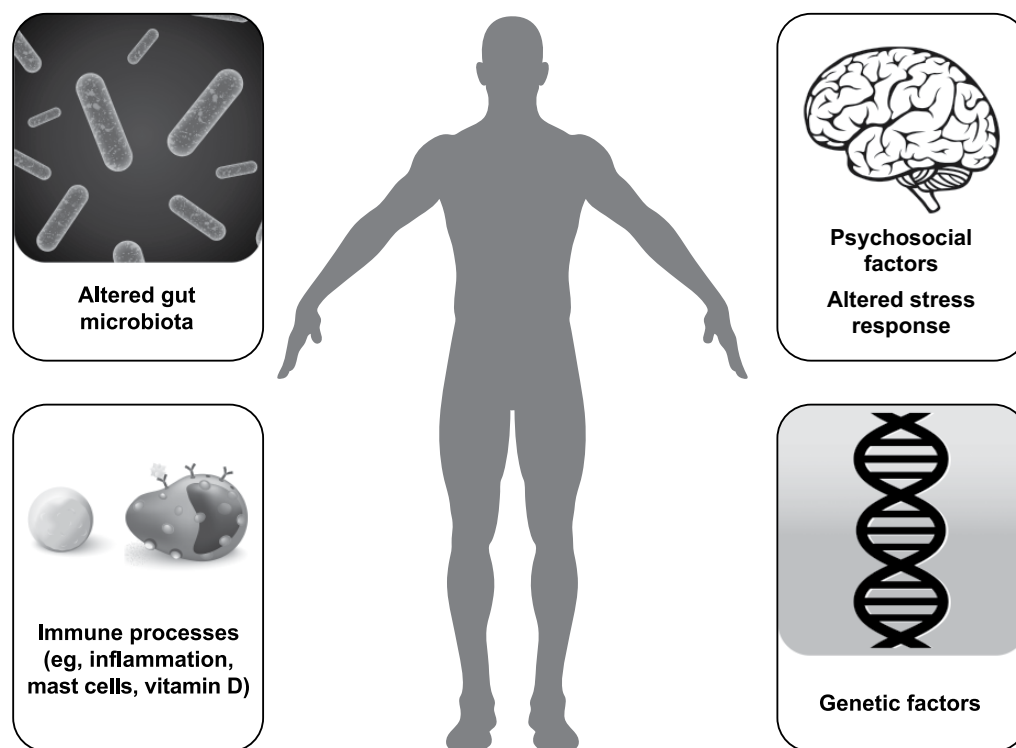 Altered gut
microbiota
Psychosocial
factors
Altered stress
response
Immune processes
(eg, inflammation,
mast cells, vitamin D)
Genetic factors